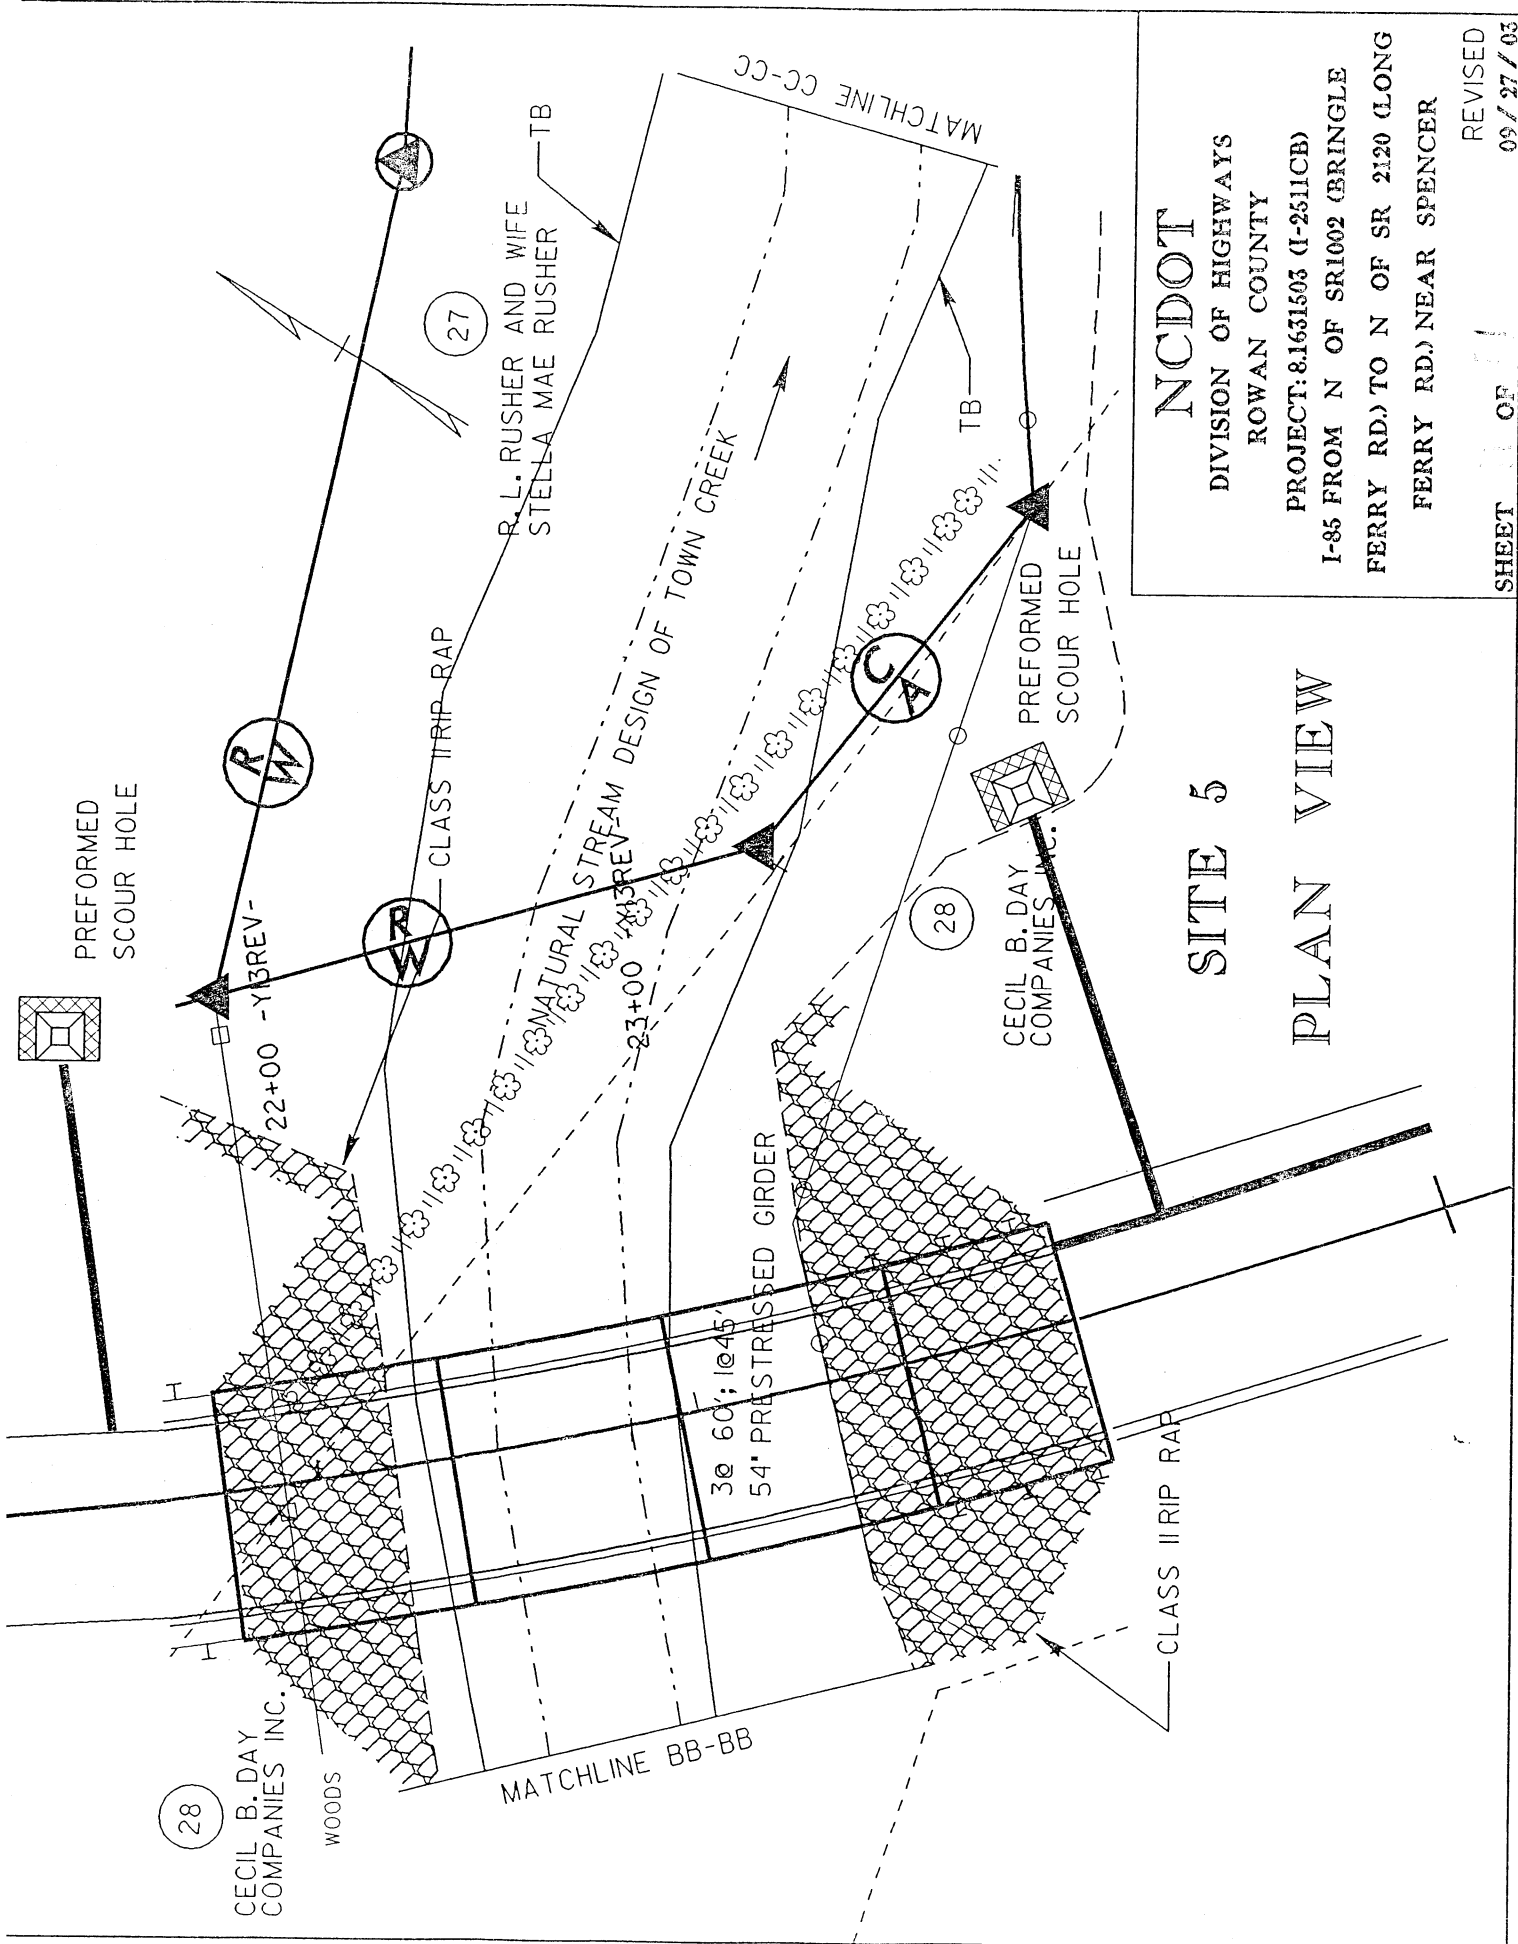 PREFORMED
SCOUR HOLE
22+00 -Y13REV-
R
W
R
W
CLASS II RIP RAP
27
R. L. RUSHER AND WIFE
STELLA MAE RUSHER
TB
MATCHLINE CC-CC
NATURAL STREAM DESIGN OF TOWN CREEK
23+00 -Y13REV-
TB
C
A
PREFORMED
SCOUR HOLE
28
CECIL B. DAY
COMPANIES INC.
28
CECIL B. DAY
COMPANIES INC.
WOODS
MATCHLINE BB-BB
3@ 60'; 1@45'
54" PRESTRESSED GIRDER
CLASS II RIP RAP
SITE 5
PLAN VIEW
NCDOT
DIVISION OF HIGHWAYS
ROWAN COUNTY
PROJECT: 8.1631503 (I-2511CB)
I-85 FROM N OF SR1002 (BRINGLE
FERRY RD.) TO N OF SR 2120 (LONG
FERRY RD.) NEAR SPENCER
SHEET OF
REVISED
09/27/03